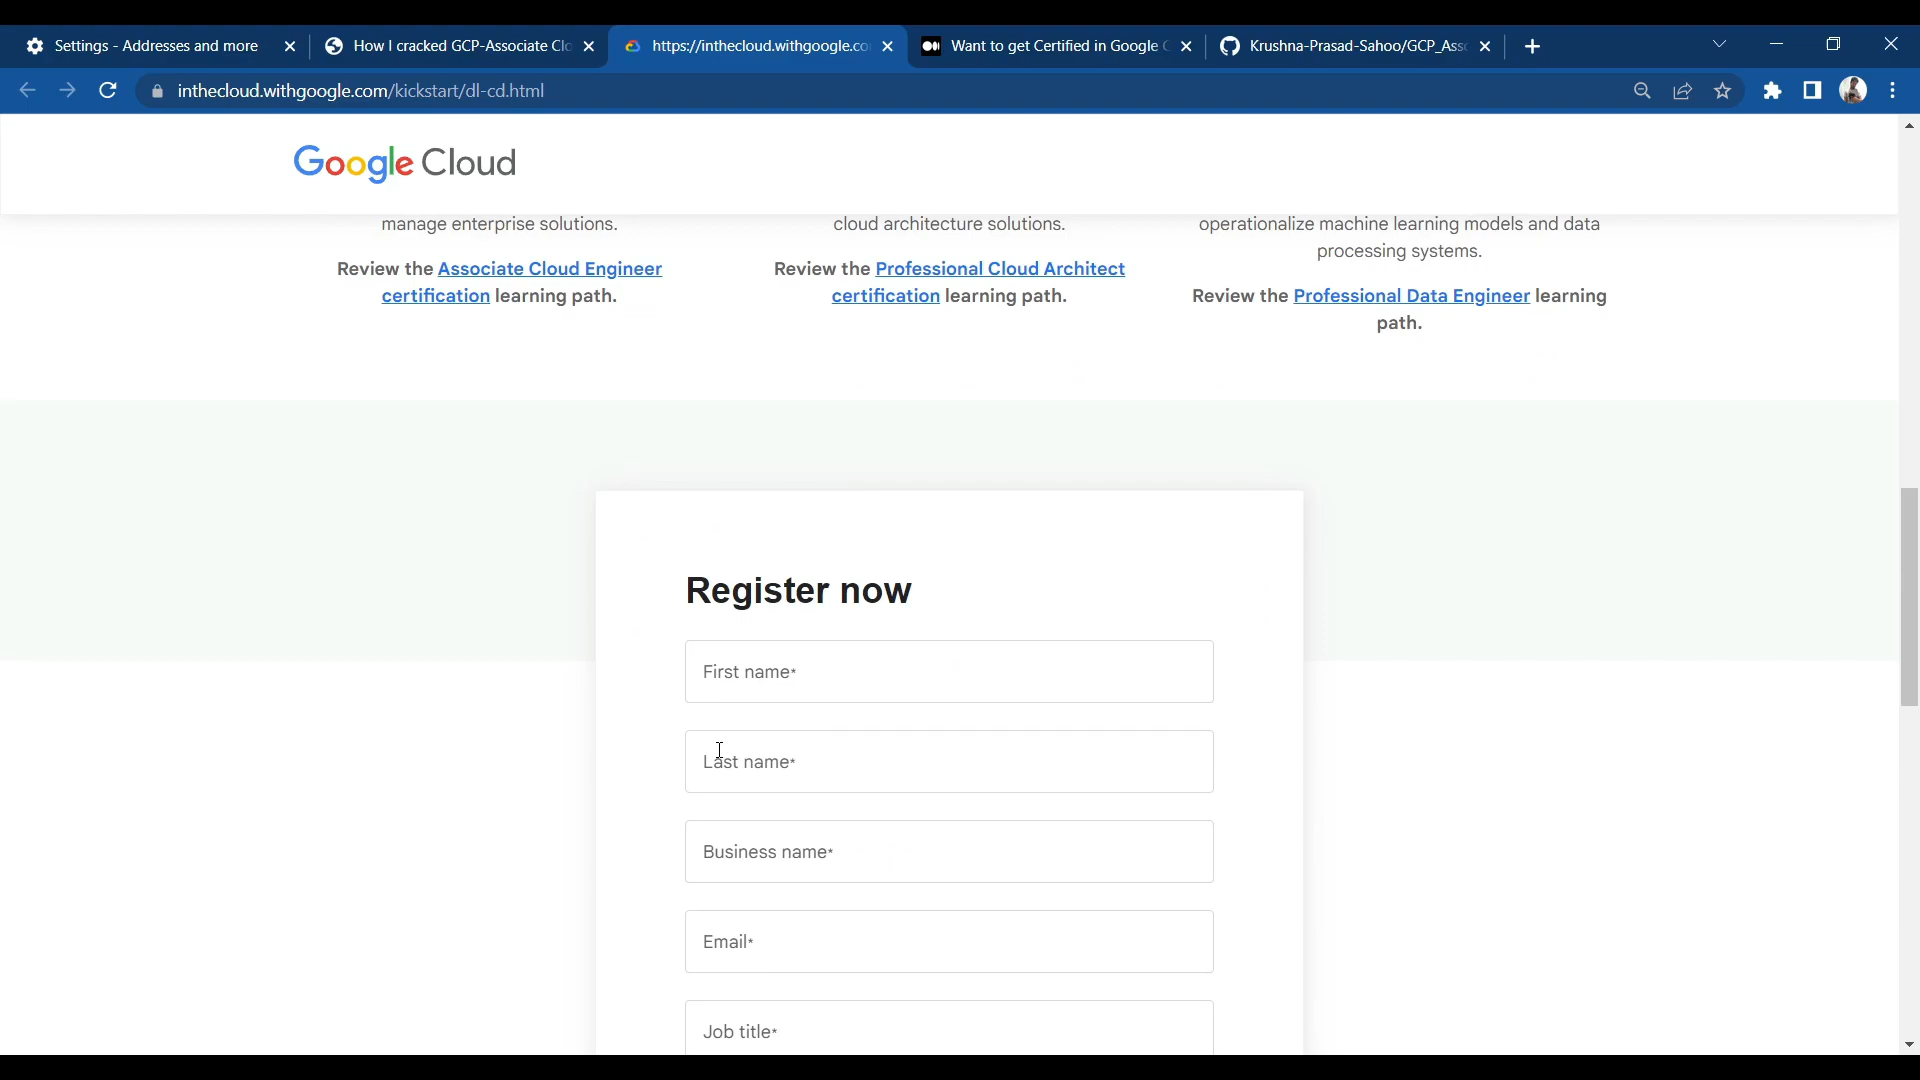 Settings - Addresses and more
How I cracked GCP-Associate Clo
https://inthecloud.withgoogle.co
Want to get Certified in Google C
Krushna-Prasad-Sahoo/GCP_Asso
inthecloud.withgoogle.com/kickstart/dl-cd.html
Google Cloud
manage enterprise solutions.
Review the Associate Cloud Engineer
certification learning path.
cloud architecture solutions.
Review the Professional Cloud Architect
certification learning path.
operationalize machine learning models and data
processing systems.
Review the Professional Data Engineer learning
path.
Register now
First name*
Last name*
Business name*
Email*
Job title*